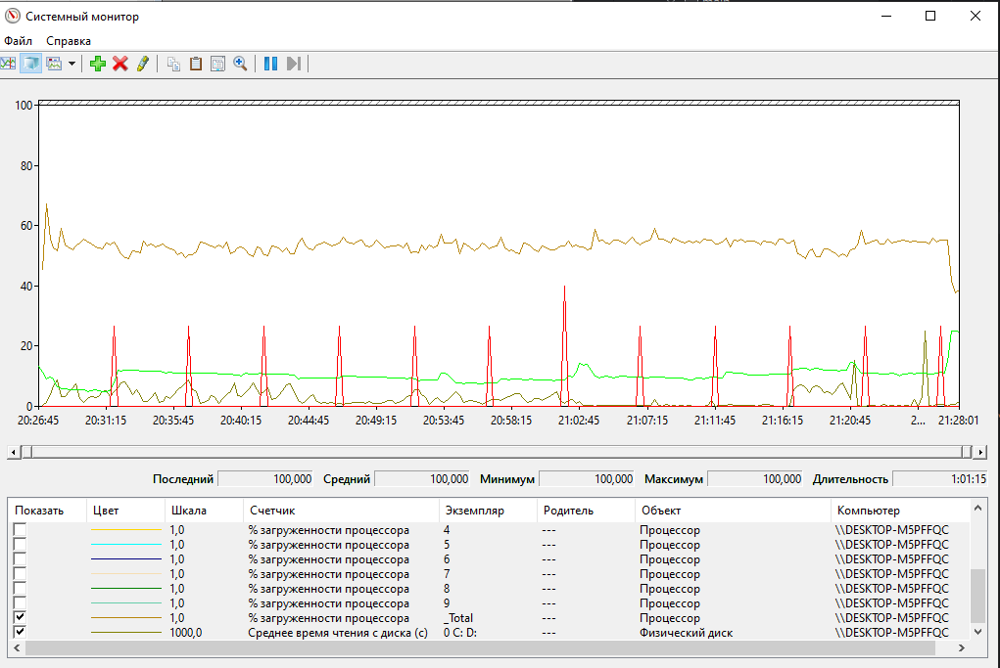 Системный монитор
Файл Справка
100
80
60
40
20
0
20:26:45 20:31:15 20:35:45 20:40:15 20:44:45 20:49:15 20:53:45 20:58:15 21:02:45 21:07:15 21:11:45 21:16:15 21:20:45 2... 21:28:01
Последний 100,000 Средний 100,000 Минимум 100,000 Максимум 100,000 Длительность 1:01:15
Показать Цвет Шкала Счетчик Экземпляр Родитель Объект Компьютер
1,0 % загруженности процессора 4 --- Процессор \\DESKTOP-M5PFFQC
1,0 % загруженности процессора 5 --- Процессор \\DESKTOP-M5PFFQC
1,0 % загруженности процессора 6 --- Процессор \\DESKTOP-M5PFFQC
1,0 % загруженности процессора 7 --- Процессор \\DESKTOP-M5PFFQC
1,0 % загруженности процессора 8 --- Процессор \\DESKTOP-M5PFFQC
1,0 % загруженности процессора 9 --- Процессор \\DESKTOP-M5PFFQC
1,0 % загруженности процессора _Total --- Процессор \\DESKTOP-M5PFFQC
1000,0 Среднее время чтения с диска (с) 0 C: D: --- Физический диск \\DESKTOP-M5PFFQC